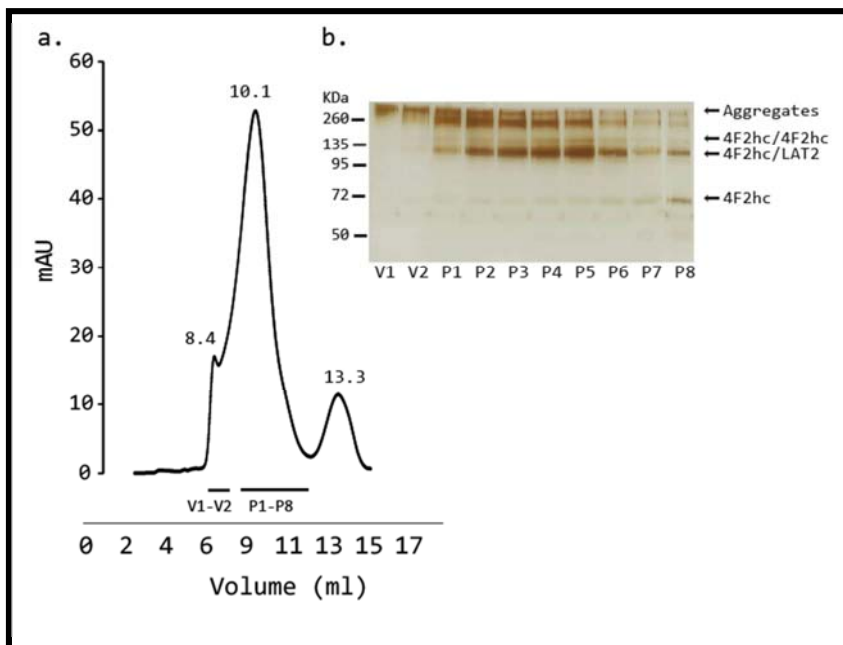 a.
60
50
40
30
20
10
0
mAU
10.1
8.4
13.3
V1-V2 P1-P8
0 2 4 6 9 11 13 15 17
Volume (ml)
b.
KDa
260
135
95
72
50
Aggregates
4F2hc/4F2hc
4F2hc/LAT2
4F2hc
V1 V2 P1 P2 P3 P4 P5 P6 P7 P8